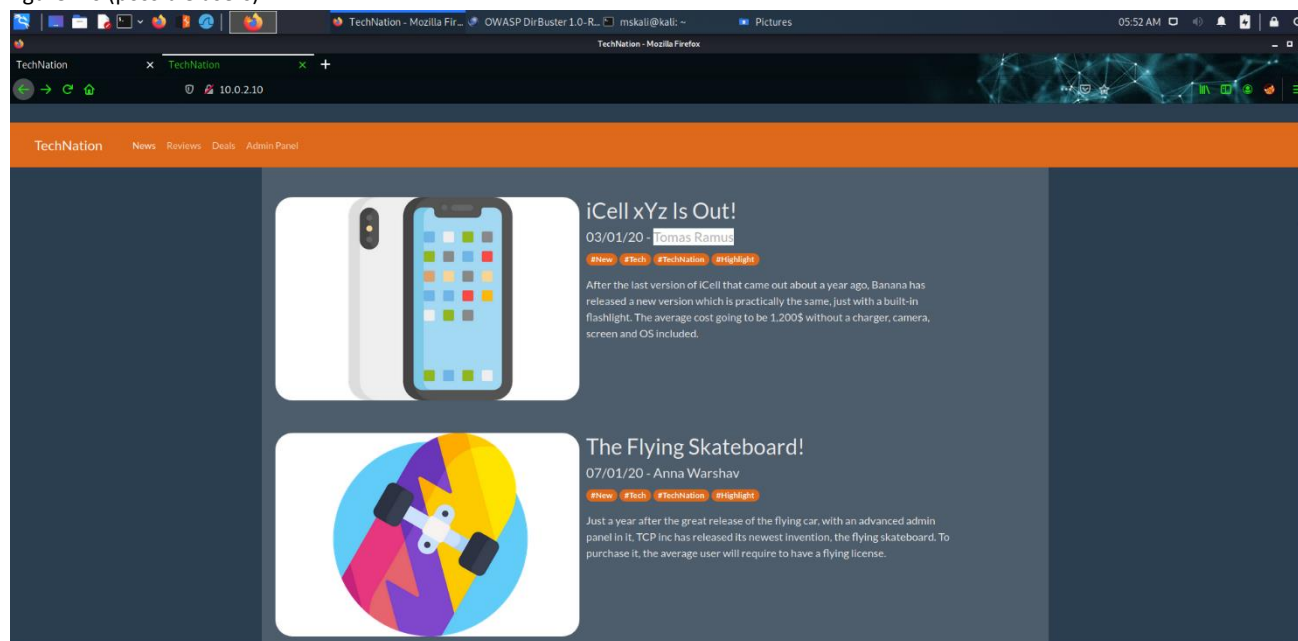 TechNation - Mozilla Fir... OWASP DirBuster 1.0-R... mskali@kali: ~ Pictures 05:52 AM
TechNation - Mozilla Firefox
TechNation TechNation
10.0.2.10
TechNation News Reviews Deals Admin Panel
iCell xYz Is Out!
03/01/20 - Tomas Ramus
#New #Tech #TechNation #Highlight
After the last version of iCell that came out about a year ago, Banana has
released a new version which is practically the same, just with a built-in
flashlight. The average cost going to be 1,200$ without a charger, camera,
screen and OS included.
The Flying Skateboard!
07/01/20 - Anna Warshav
#New #Tech #TechNation #Highlight
Just a year after the great release of the flying car, with an advanced admin
panel in it, TCP inc has released its newest invention, the flying skateboard. To
purchase it, the average user will require to have a flying license.